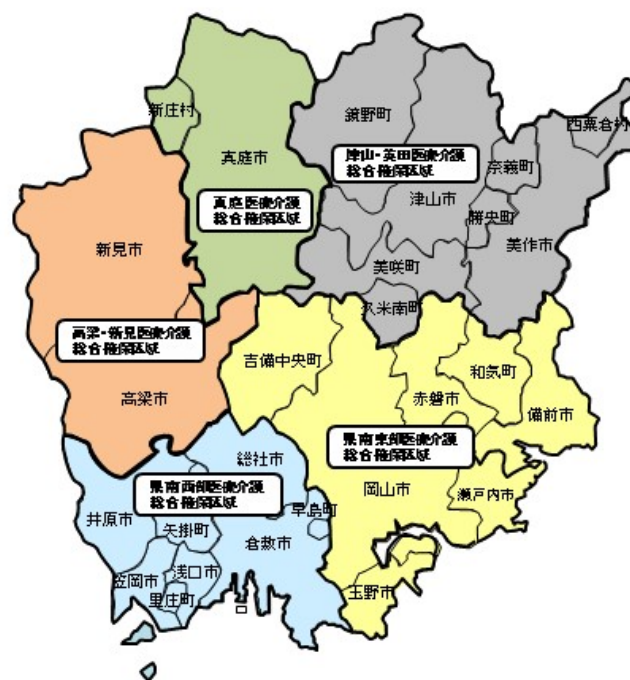 鏡野町
西粟倉村
新庄村
真庭市
津山・英田医療介護
総合確保区域
奈義町
津山市
勝央町
真庭医療介護
総合確保区域
美作市
新見市
美咲町
久米南町
高梁・新見医療介護
総合確保区域
吉備中央町
和気町
高梁市
赤磐市
備前市
県南東部医療介護
総合確保区域
総社市
岡山市
瀬戸内市
県南西部医療介護
総合確保区域
早島町
井原市
矢掛町
倉敷市
笠岡市
浅口市
里庄町
玉野市